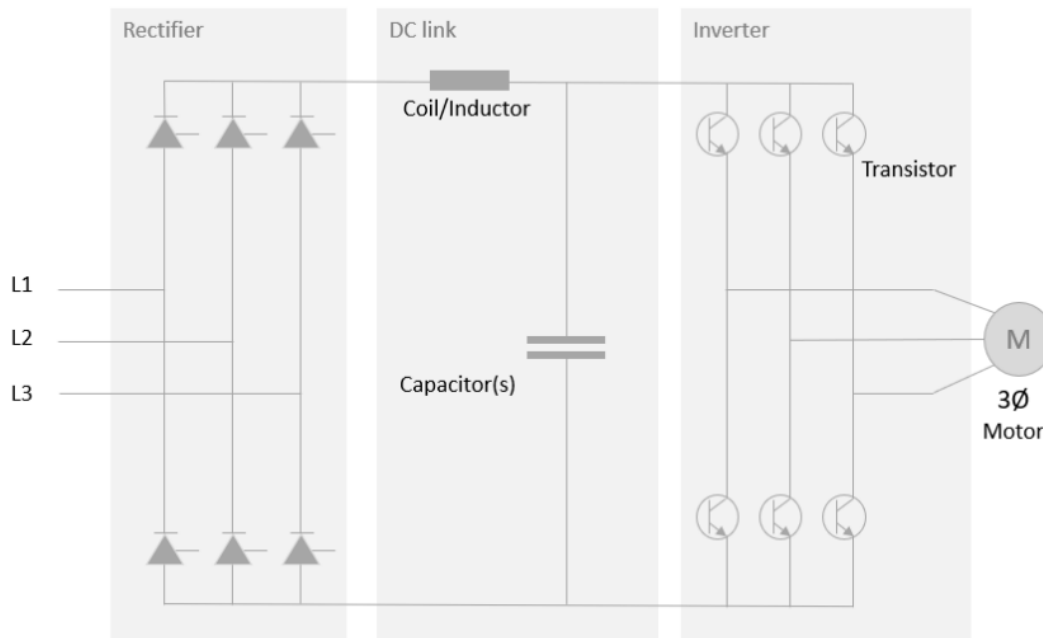 Rectifier
DC link
Inverter
Coil/Inductor
Transistor
L1
L2
L3
Capacitor(s)
M
3Ø
Motor